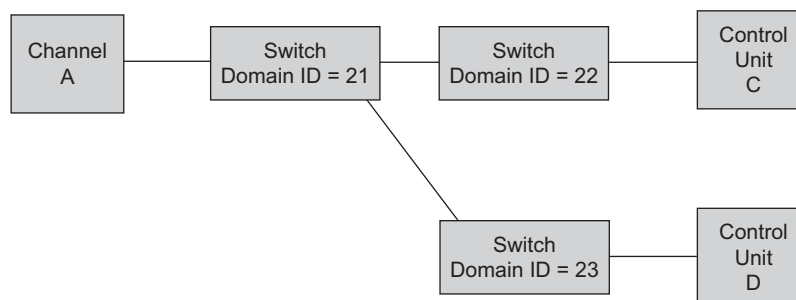 Channel
A
Switch
Domain ID = 21
Switch
Domain ID = 22
Control
Unit
C
Switch
Domain ID = 23
Control
Unit
D